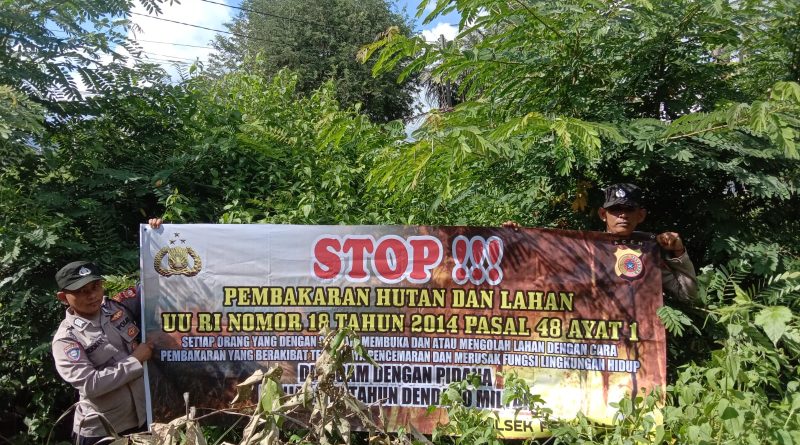 STOP !!!
PEMBAKARAN HUTAN DAN LAHAN
UU RI NOMOR 18 TAHUN 2014 PASAL 48 AYAT 1
SETIAP ORANG YANG DENGAN MEMBUKA DAN ATAU MENGOLAH LAHAN DENGAN CARA
PEMBAKARAN YANG BERAKIBAT PENCEMARAN DAN MERUSAK FUNGSI LINGKUNGAN HIDUP
DENGAN PIDANA
TAHUN